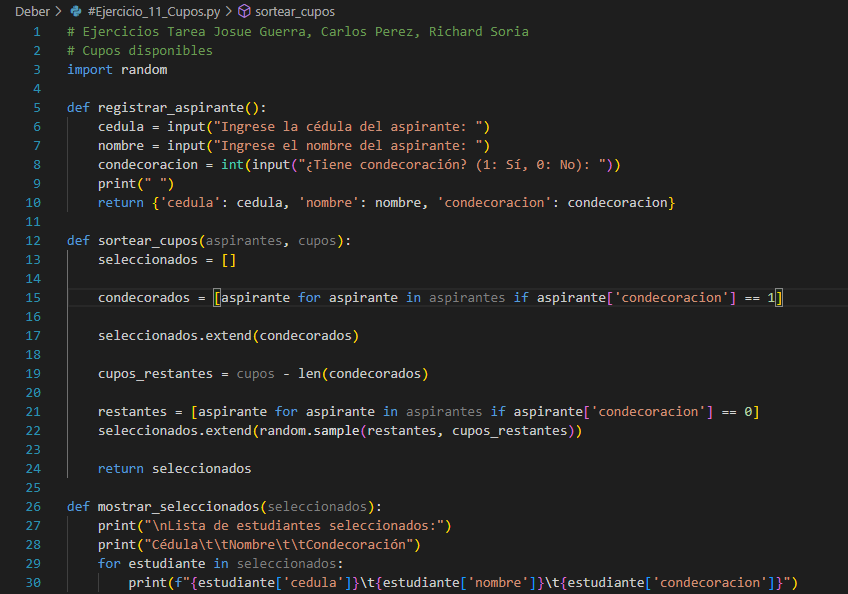 Deber > #Ejercicio_11_Cupos.py > sortear_cupos
1 # Ejercicios Tarea Josue Guerra, Carlos Perez, Richard Soria
2 # Cupos disponibles
3 import random
4
5 def registrar_aspirante():
6     cedula = input("Ingrese la cédula del aspirante: ")
7     nombre = input("Ingrese el nombre del aspirante: ")
8     condecoracion = int(input("¿Tiene condecoración? (1: Sí, 0: No): "))
9     print(" ")
10     return {'cedula': cedula, 'nombre': nombre, 'condecoracion': condecoracion}
11
12 def sortear_cupos(aspirantes, cupos):
13     seleccionados = []
14
15     condecorados = [aspirante for aspirante in aspirantes if aspirante['condecoracion'] == 1]
16
17     seleccionados.extend(condecorados)
18
19     cupos_restantes = cupos - len(condecorados)
20
21     restantes = [aspirante for aspirante in aspirantes if aspirante['condecoracion'] == 0]
22     seleccionados.extend(random.sample(restantes, cupos_restantes))
23
24     return seleccionados
25
26 def mostrar_seleccionados(seleccionados):
27     print("\nLista de estudiantes seleccionados:")
28     print("Cédula\t\tNombre\t\tCondecoración")
29     for estudiante in seleccionados:
30         print(f"{estudiante['cedula']}\t{estudiante['nombre']}\t{estudiante['condecoracion']}")